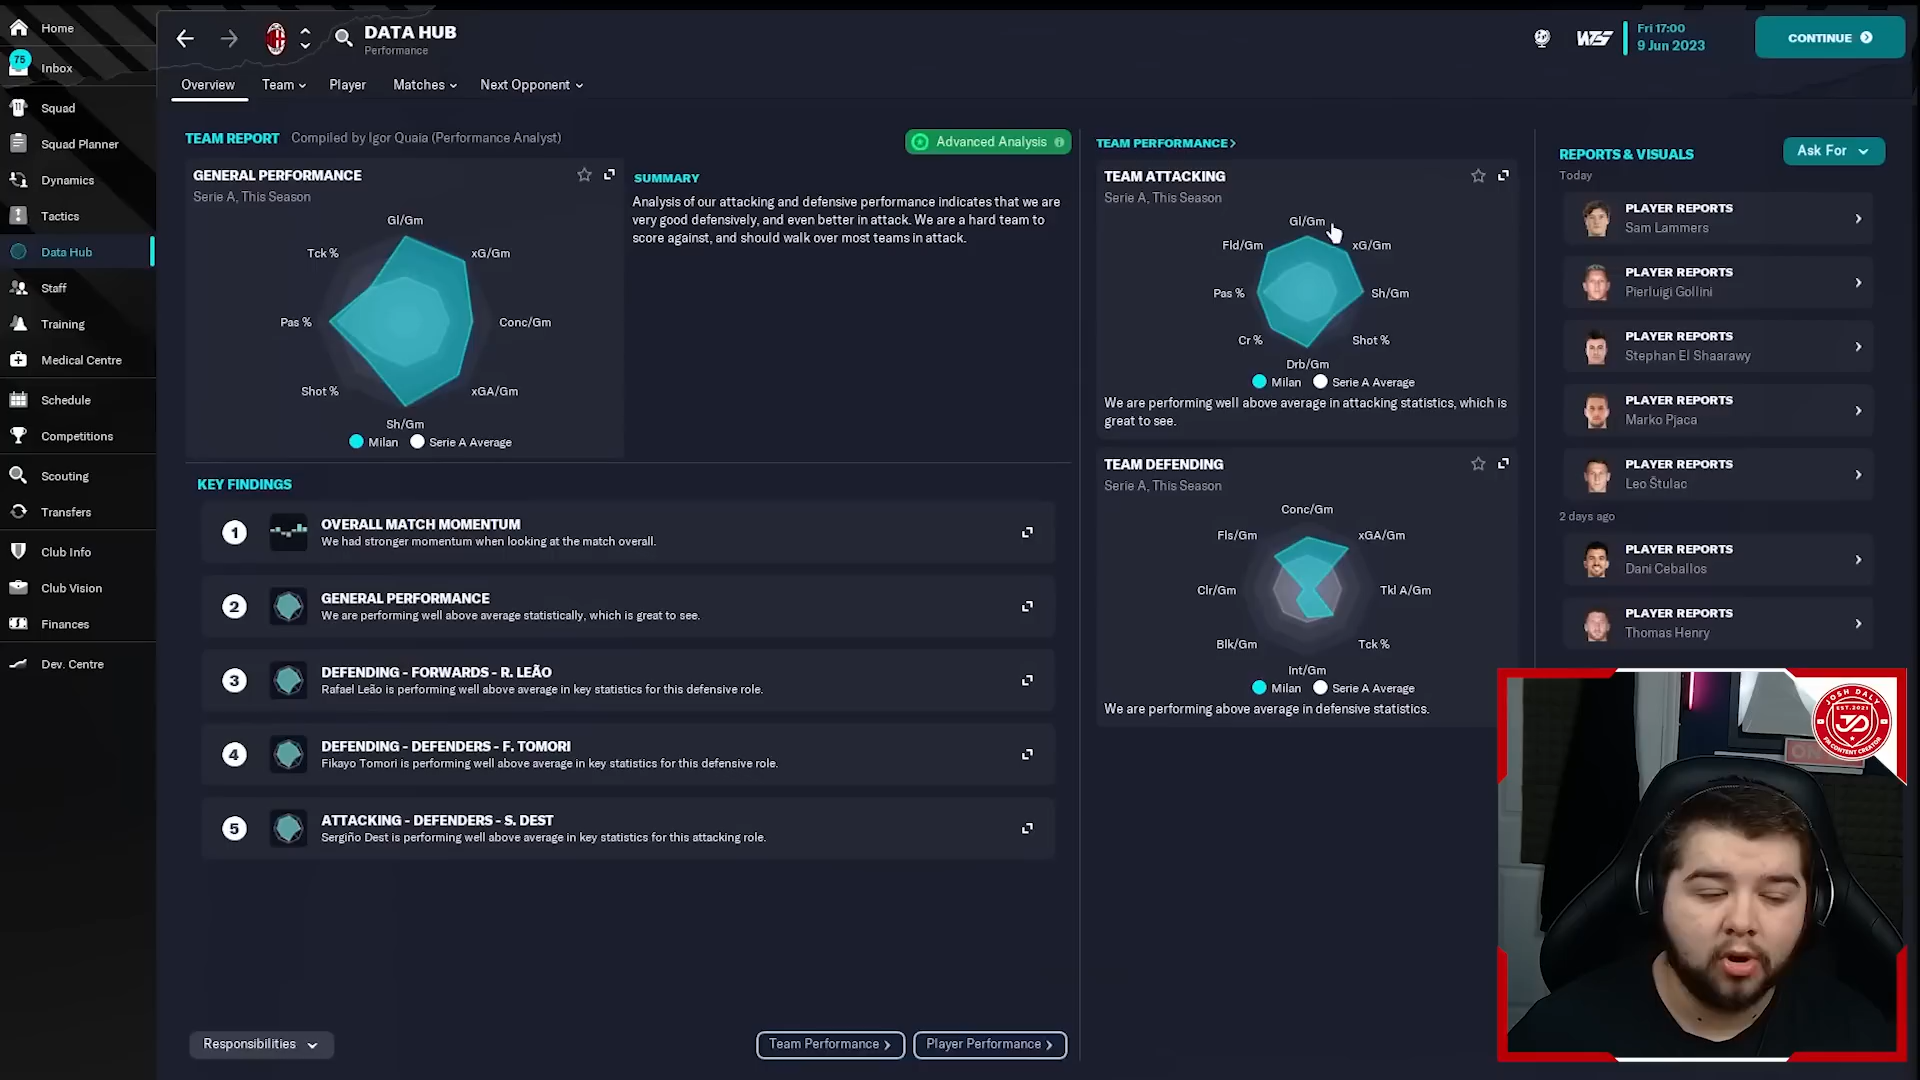 Home
75
Inbox
Squad
Squad Planner
Dynamics
Tactics
Data Hub
Staff
Training
Medical Centre
Schedule
Competitions
Scouting
Transfers
Club Info
Club Vision
Finances
Dev. Centre
DATA HUB
Performance
Fri 17:00
9 Jun 2023
CONTINUE
Overview
Team
Player
Matches
Next Opponent
TEAM REPORT Compiled by Igor Quaia (Performance Analyst)
Advanced Analysis
GENERAL PERFORMANCE
Serie A, This Season
Gl/Gm
Tck %
xG/Gm
Pas %
Conc/Gm
Shot %
xGA/Gm
Sh/Gm
Milan
Serie A Average
SUMMARY
Analysis of our attacking and defensive performance indicates that we are
very good defensively, and even better in attack. We are a hard team to
score against, and should walk over most teams in attack.
KEY FINDINGS
1
OVERALL MATCH MOMENTUM
We had stronger momentum when looking at the match overall.
2
GENERAL PERFORMANCE
We are performing well above average statistically, which is great to see.
3
DEFENDING - FORWARDS - R. LEÃO
Rafael Leão is performing well above average in key statistics for this defensive role.
4
DEFENDING - DEFENDERS - F. TOMORI
Fikayo Tomori is performing well above average in key statistics for this defensive role.
5
ATTACKING - DEFENDERS - S. DEST
Sergiño Dest is performing well above average in key statistics for this attacking role.
Responsibilities
Team Performance
Player Performance
TEAM PERFORMANCE
TEAM ATTACKING
Serie A, This Season
Gl/Gm
Fld/Gm
xG/Gm
Pas %
Sh/Gm
Cr %
Shot %
Drb/Gm
Milan
Serie A Average
We are performing well above average in attacking statistics, which is
great to see.
TEAM DEFENDING
Serie A, This Season
Conc/Gm
Fls/Gm
xGA/Gm
Clr/Gm
Tkl A/Gm
Blk/Gm
Tck %
Int/Gm
Milan
Serie A Average
We are performing above average in defensive statistics.
REPORTS & VISUALS
Ask For
Today
PLAYER REPORTS
Sam Lammers
PLAYER REPORTS
Pierluigi Gollini
PLAYER REPORTS
Stephan El Shaarawy
PLAYER REPORTS
Marko Pjaca
PLAYER REPORTS
Leo Štulac
2 days ago
PLAYER REPORTS
Dani Ceballos
PLAYER REPORTS
Thomas Henry
JOSH DALY
EST. 2021
JD
FM CONTENT CREATOR